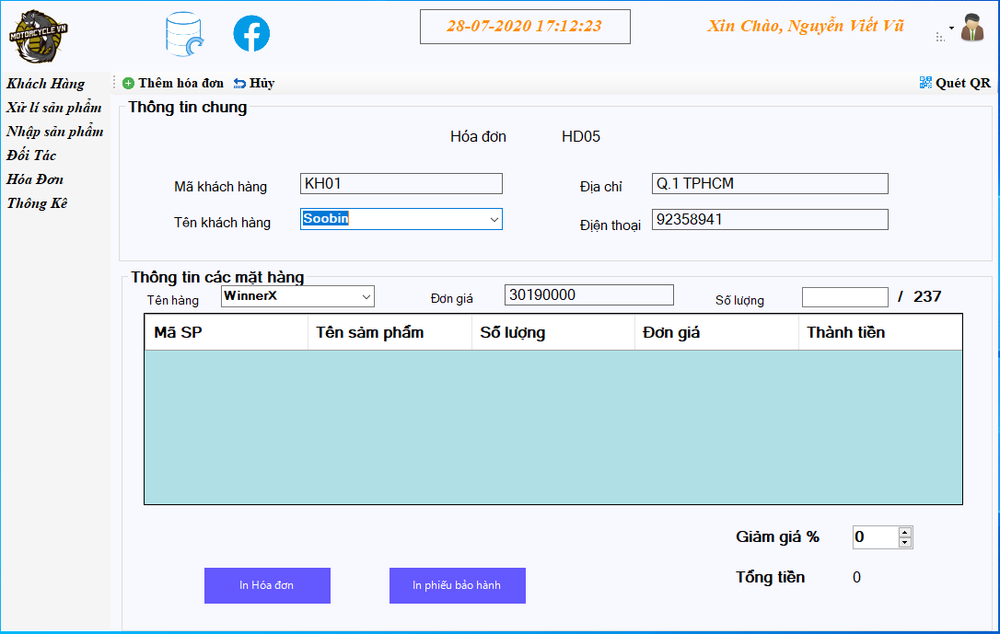 MOTORCYCLE VN
28-07-2020 17:12:23
Xin Chào, Nguyễn Viết Vũ
Khách Hàng
Xử lí sản phẩm
Nhập sản phẩm
Đối Tác
Hóa Đơn
Thông Kê
Thêm hóa đơn Hủy Quét QR
Thông tin chung
Hóa đơn HD05
Mã khách hàng KH01 Địa chỉ Q.1 TPHCM
Tên khách hàng Soobin Điện thoại 92358941
Thông tin các mặt hàng
Tên hàng WinnerX Đơn giá 30190000 Số lượng / 237
Mã SP Tên sảm phẩm Số lượng Đơn giá Thành tiền
Giảm giá % 0
Tổng tiền 0
In Hóa đơn In phiếu bảo hành